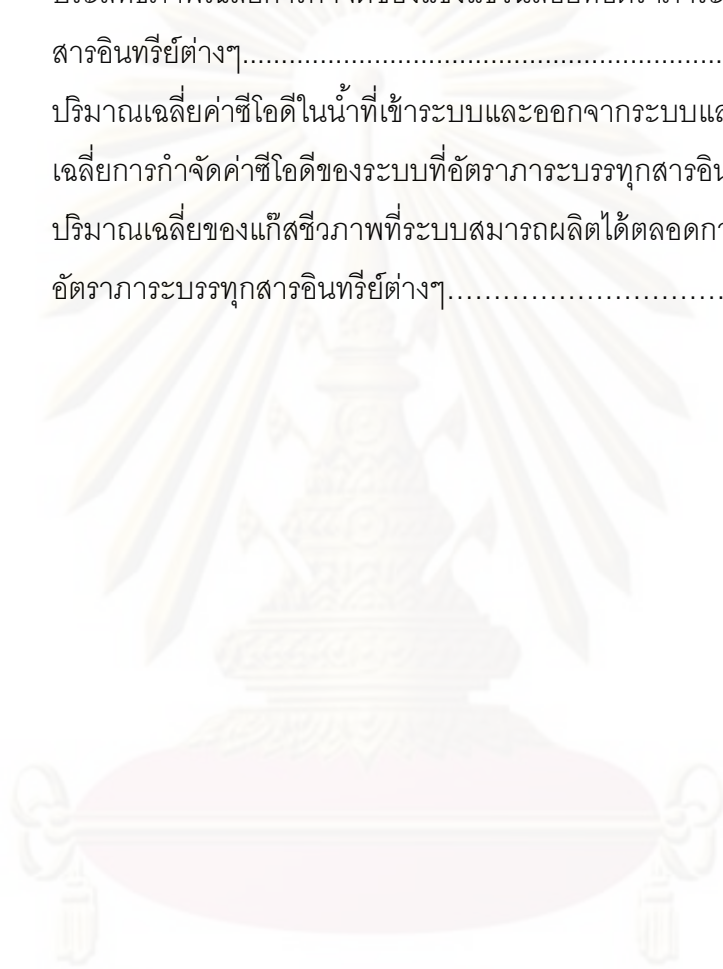 สารอินทรีย์ต่างๆ..............................................................
ปริมาณเฉลี่ยค่าซีโอดีในน้ำที่เข้าระบบและออกจากระบบ
เฉลี่ยการกำจัดค่าซีโอดีของระบบที่อัตราภาระบรรทุกสารอิน
ปริมาณเฉลี่ยของแก๊สชีวภาพที่ระบบสมารถผลิตได้ตลอด
อัตราภาระบรรทุกสารอินทรีย์ต่างๆ..............................